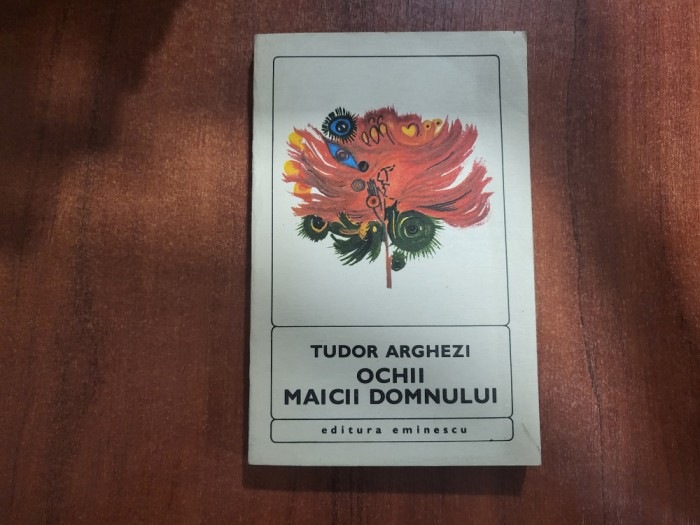 TUDOR ARGHEZI
OCHII
MAICII DOMNULUI
editura eminescu